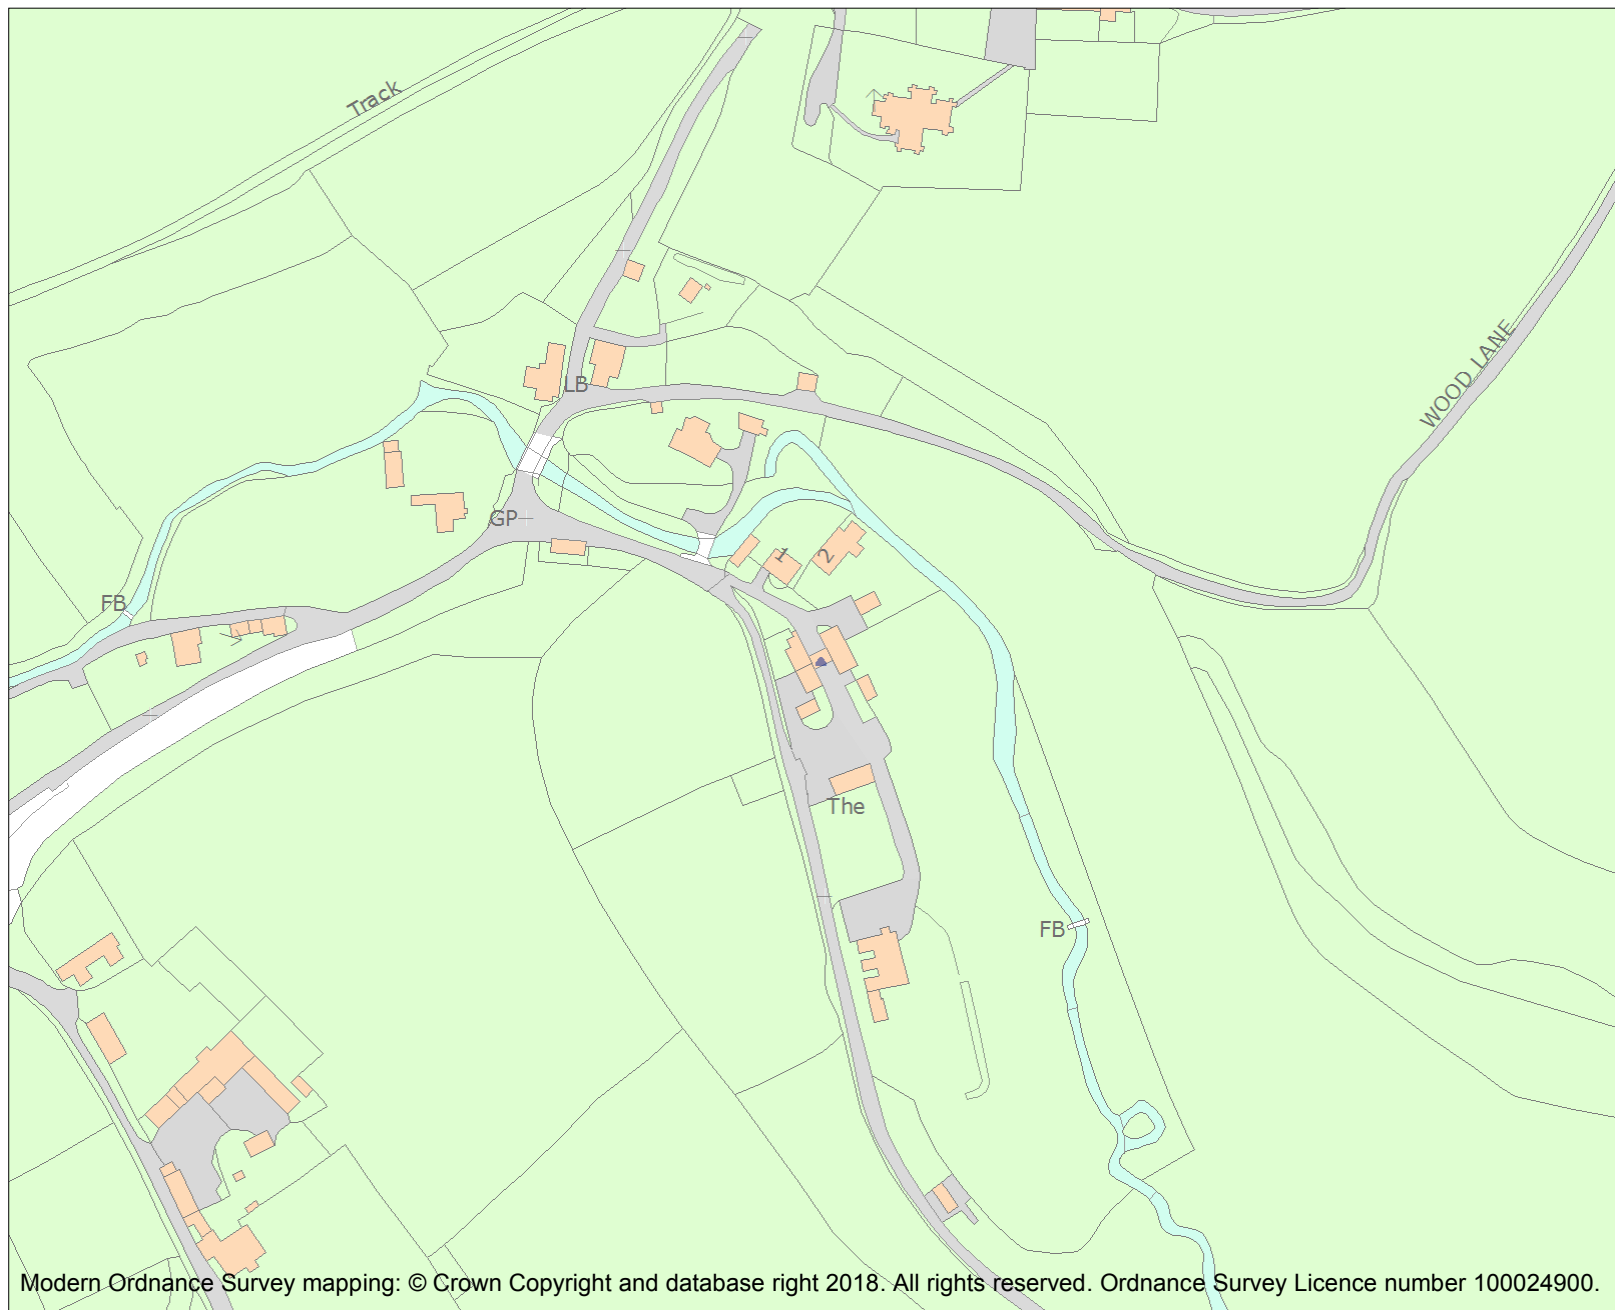 Track
WOOD LANE
LB
GP
1
2
FB
The
FB
Modern Ordnance Survey mapping: © Crown Copyright and database right 2018. All rights reserved. Ordnance Survey Licence number 100024900.